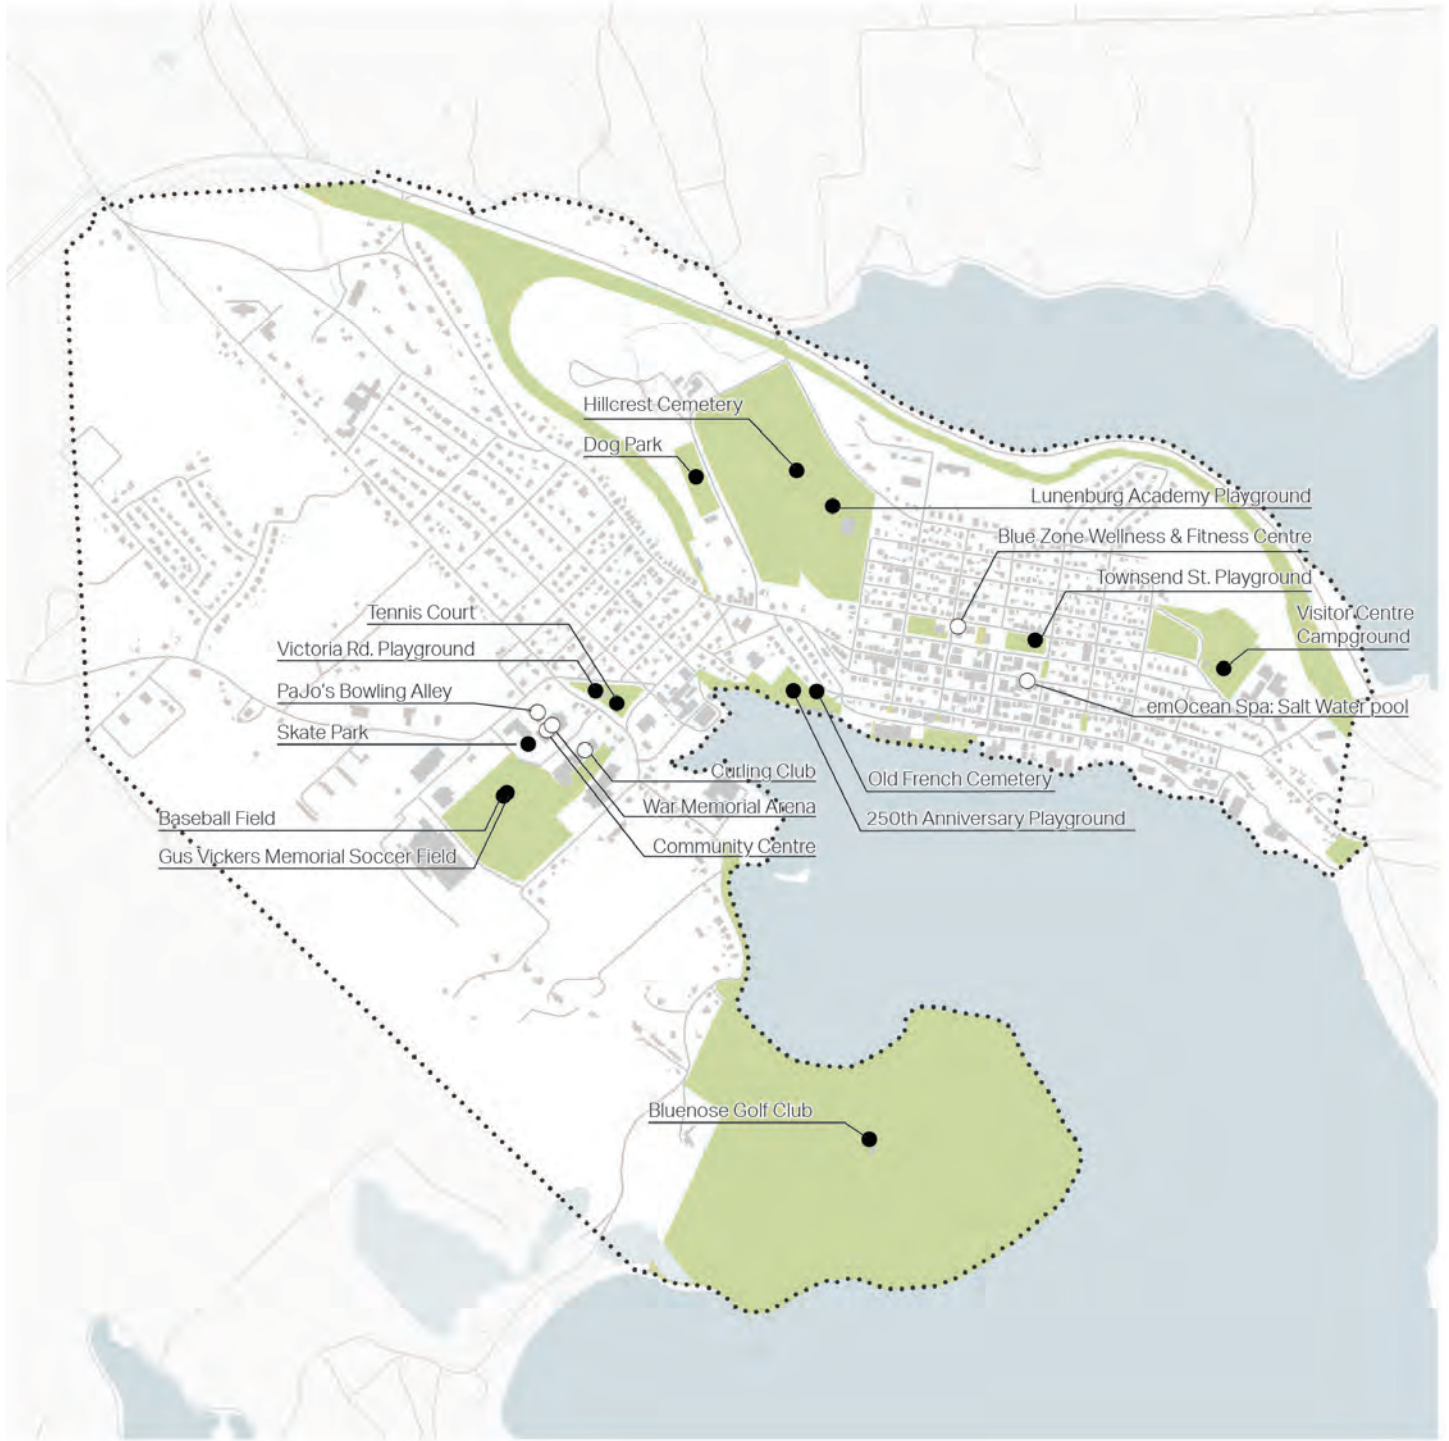 Hillcrest Cemetery
Dog Park
Lunenburg Academy Playground
Blue Zone Wellness & Fitness Centre
Townsend St. Playground
Visitor Centre
Campground
Tennis Court
Victoria Rd. Playground
PaJo's Bowling Alley
emOcean Spa: Salt Water pool
Skate Park
Curling Club
Old French Cemetery
War Memorial Arena
Baseball Field
250th Anniversary Playground
Community Centre
Gus Vickers Memorial Soccer Field
Bluenose Golf Club